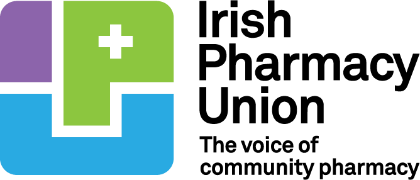 Irish
Pharmacy
Union
The voice of
community pharmacy